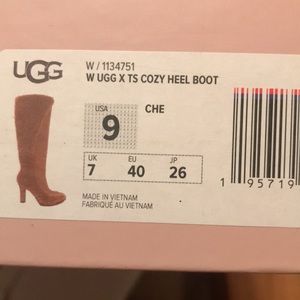 UGG
W / 1134751
W UGG X TS COZY HEEL BOOT
USA
9
CHE
UK
7
EU
40
JP
26
MADE IN VIETNAM
FABRIQUÉ AU VIETNAM
1 95719